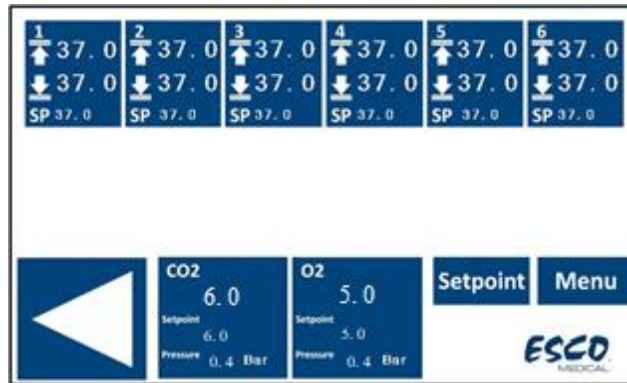 1 2 3 4 5 6
37.0 37.0 37.0 37.0 37.0 37.0
37.0 37.0 37.0 37.0 37.0 37.0
SP 37.0 SP 37.0 SP 37.0 SP 37.0 SP 37.0 SP 37.0
CO2
6.0
Setpoint
6.0
Pressure 0.4 Bar
O2
5.0
Setpoint
5.0
Pressure 0.4 Bar
Setpoint
Menu
ESCO
MEDICAL